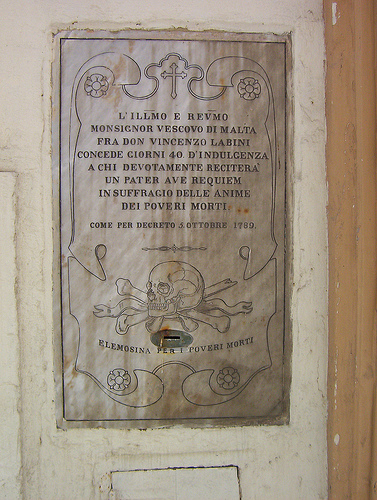 L'ILLMO E REVMO
MONSIGNOR VESCOVO DI MALTA
FRA DON VINCENZO LABINI
CONCEDE GIORNI 40 D'INDULGENZA
A CHI DEVOTAMENTE RECITERA'
UN PATER AVE REQUIEM
IN SUFFRAGIO DELLE ANIME
DEI POVERI MORTI.
COME PER DECRETO 5. OTTOBRE 1789.
ELEMOSINA PER I POVERI MORTI